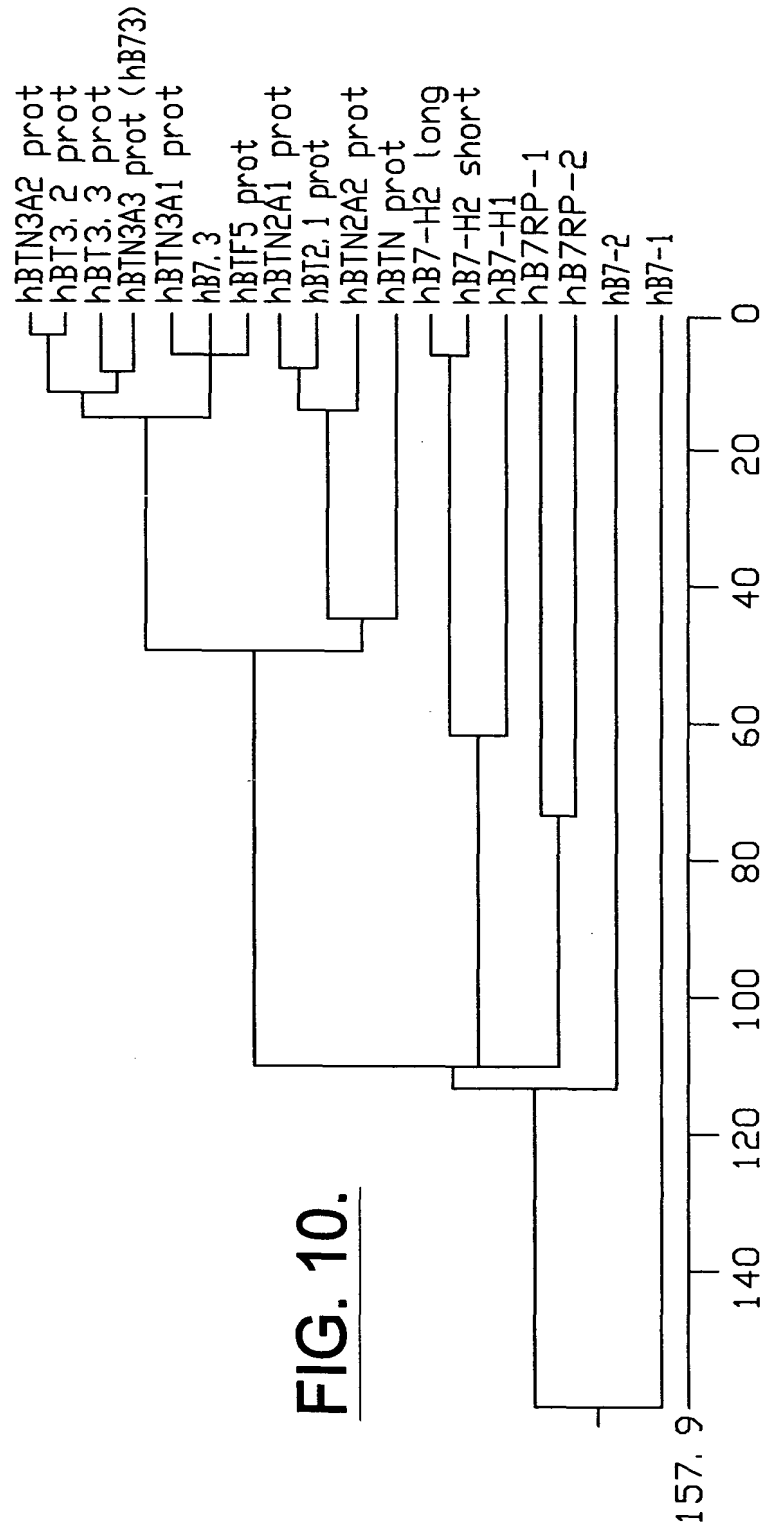 hBTN3A2 prot
hBT3.2 prot
hBT3.3 prot
hBTN3A3 prot (hB73)
hBTN3A1 prot
hB7.3
hBTF5 prot
hBTN2A1 prot
hBT2.1 prot
hBTN2A2 prot
hBTN prot
hB7-H2 long
hB7-H2 short
hB7-H1
hB7RP-1
hB7RP-2
hB7-2
hB7-1
157.9
140
120
100
80
60
40
20
0
FIG. 10.